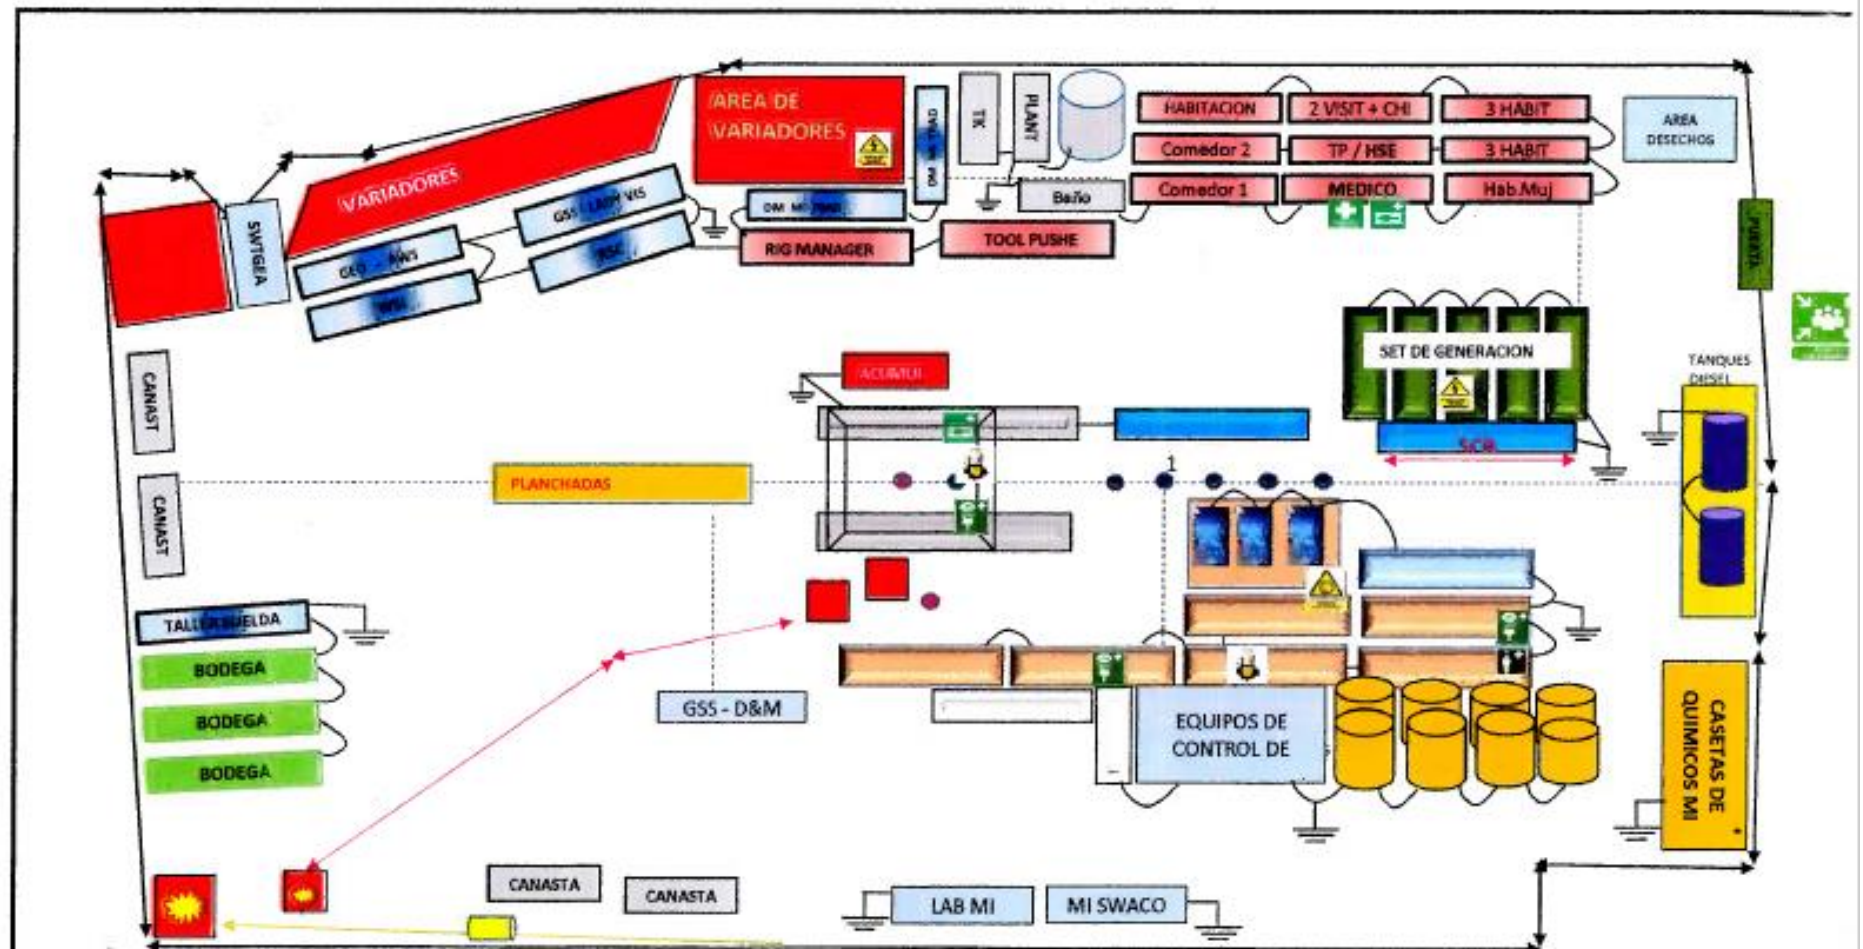 AREA DE
VARIADORES
TK
PLANT
HABITACION
2 VISIT + CHI
3 HABIT
AREA
DESECHOS
Comedor 2
TP / HSE
3 HABIT
VARIADORES
Baño
Comedor 1
MEDICO
Hab.Muj
SWTGEA
RIG MANAGER
TOOL PUSHE
PUERTA
SET DE GENERACION
TANQUES
DIESEL
ACUMUL
CANAST
SCR
1
PLANCHADAS
CANAST
BODEGA
BODEGA
BODEGA
GSS - D&M
EQUIPOS DE
CONTROL DE
CASETAS DE
QUIMICOS MI
CANASTA
CANASTA
LAB MI
MI SWACO